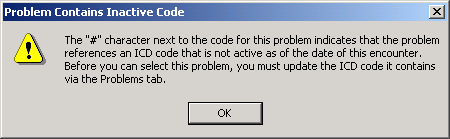 Problem Contains Inactive Code
The "#" character next to the code for this problem indicates that the problem
references an ICD code that is not active as of the date of this encounter.
Before you can select this problem, you must update the ICD code it contains
via the Problems tab.
OK